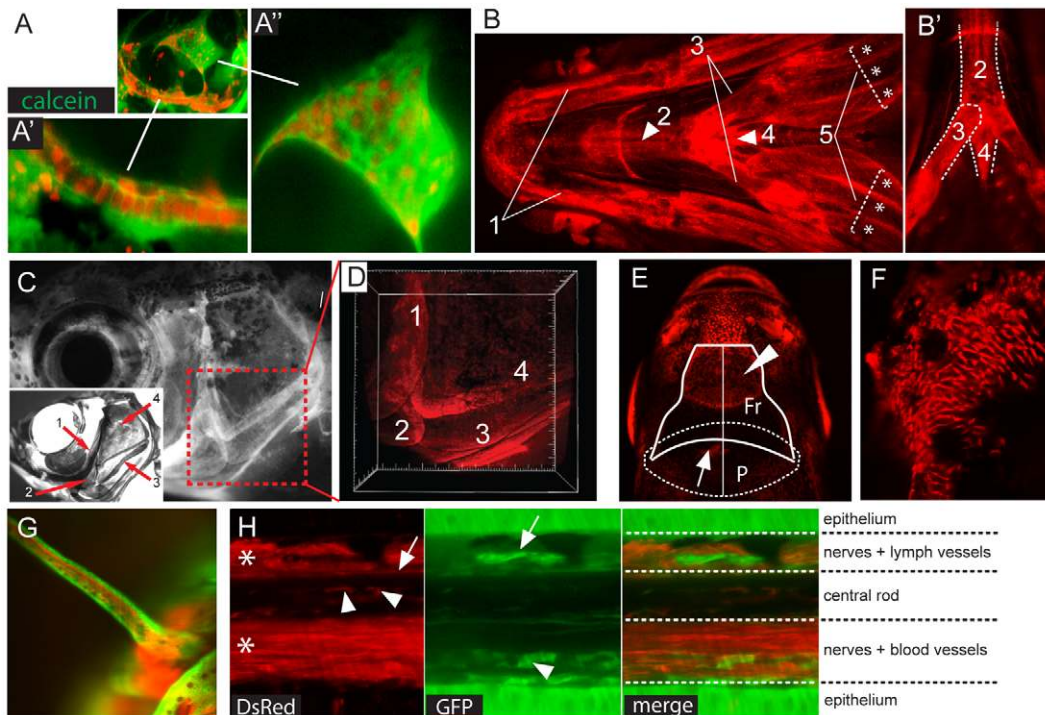 A
calcein
A'
A''
B
1
2
3
4
5
* * *
* * *
B'
2
3
4
C
1
2
3
4
D
1
2
3
4
E
Fr
P
F
G
H
*
*
DsRed
GFP
merge
epithelium
nerves + lymph vessels
central rod
nerves + blood vessels
epithelium